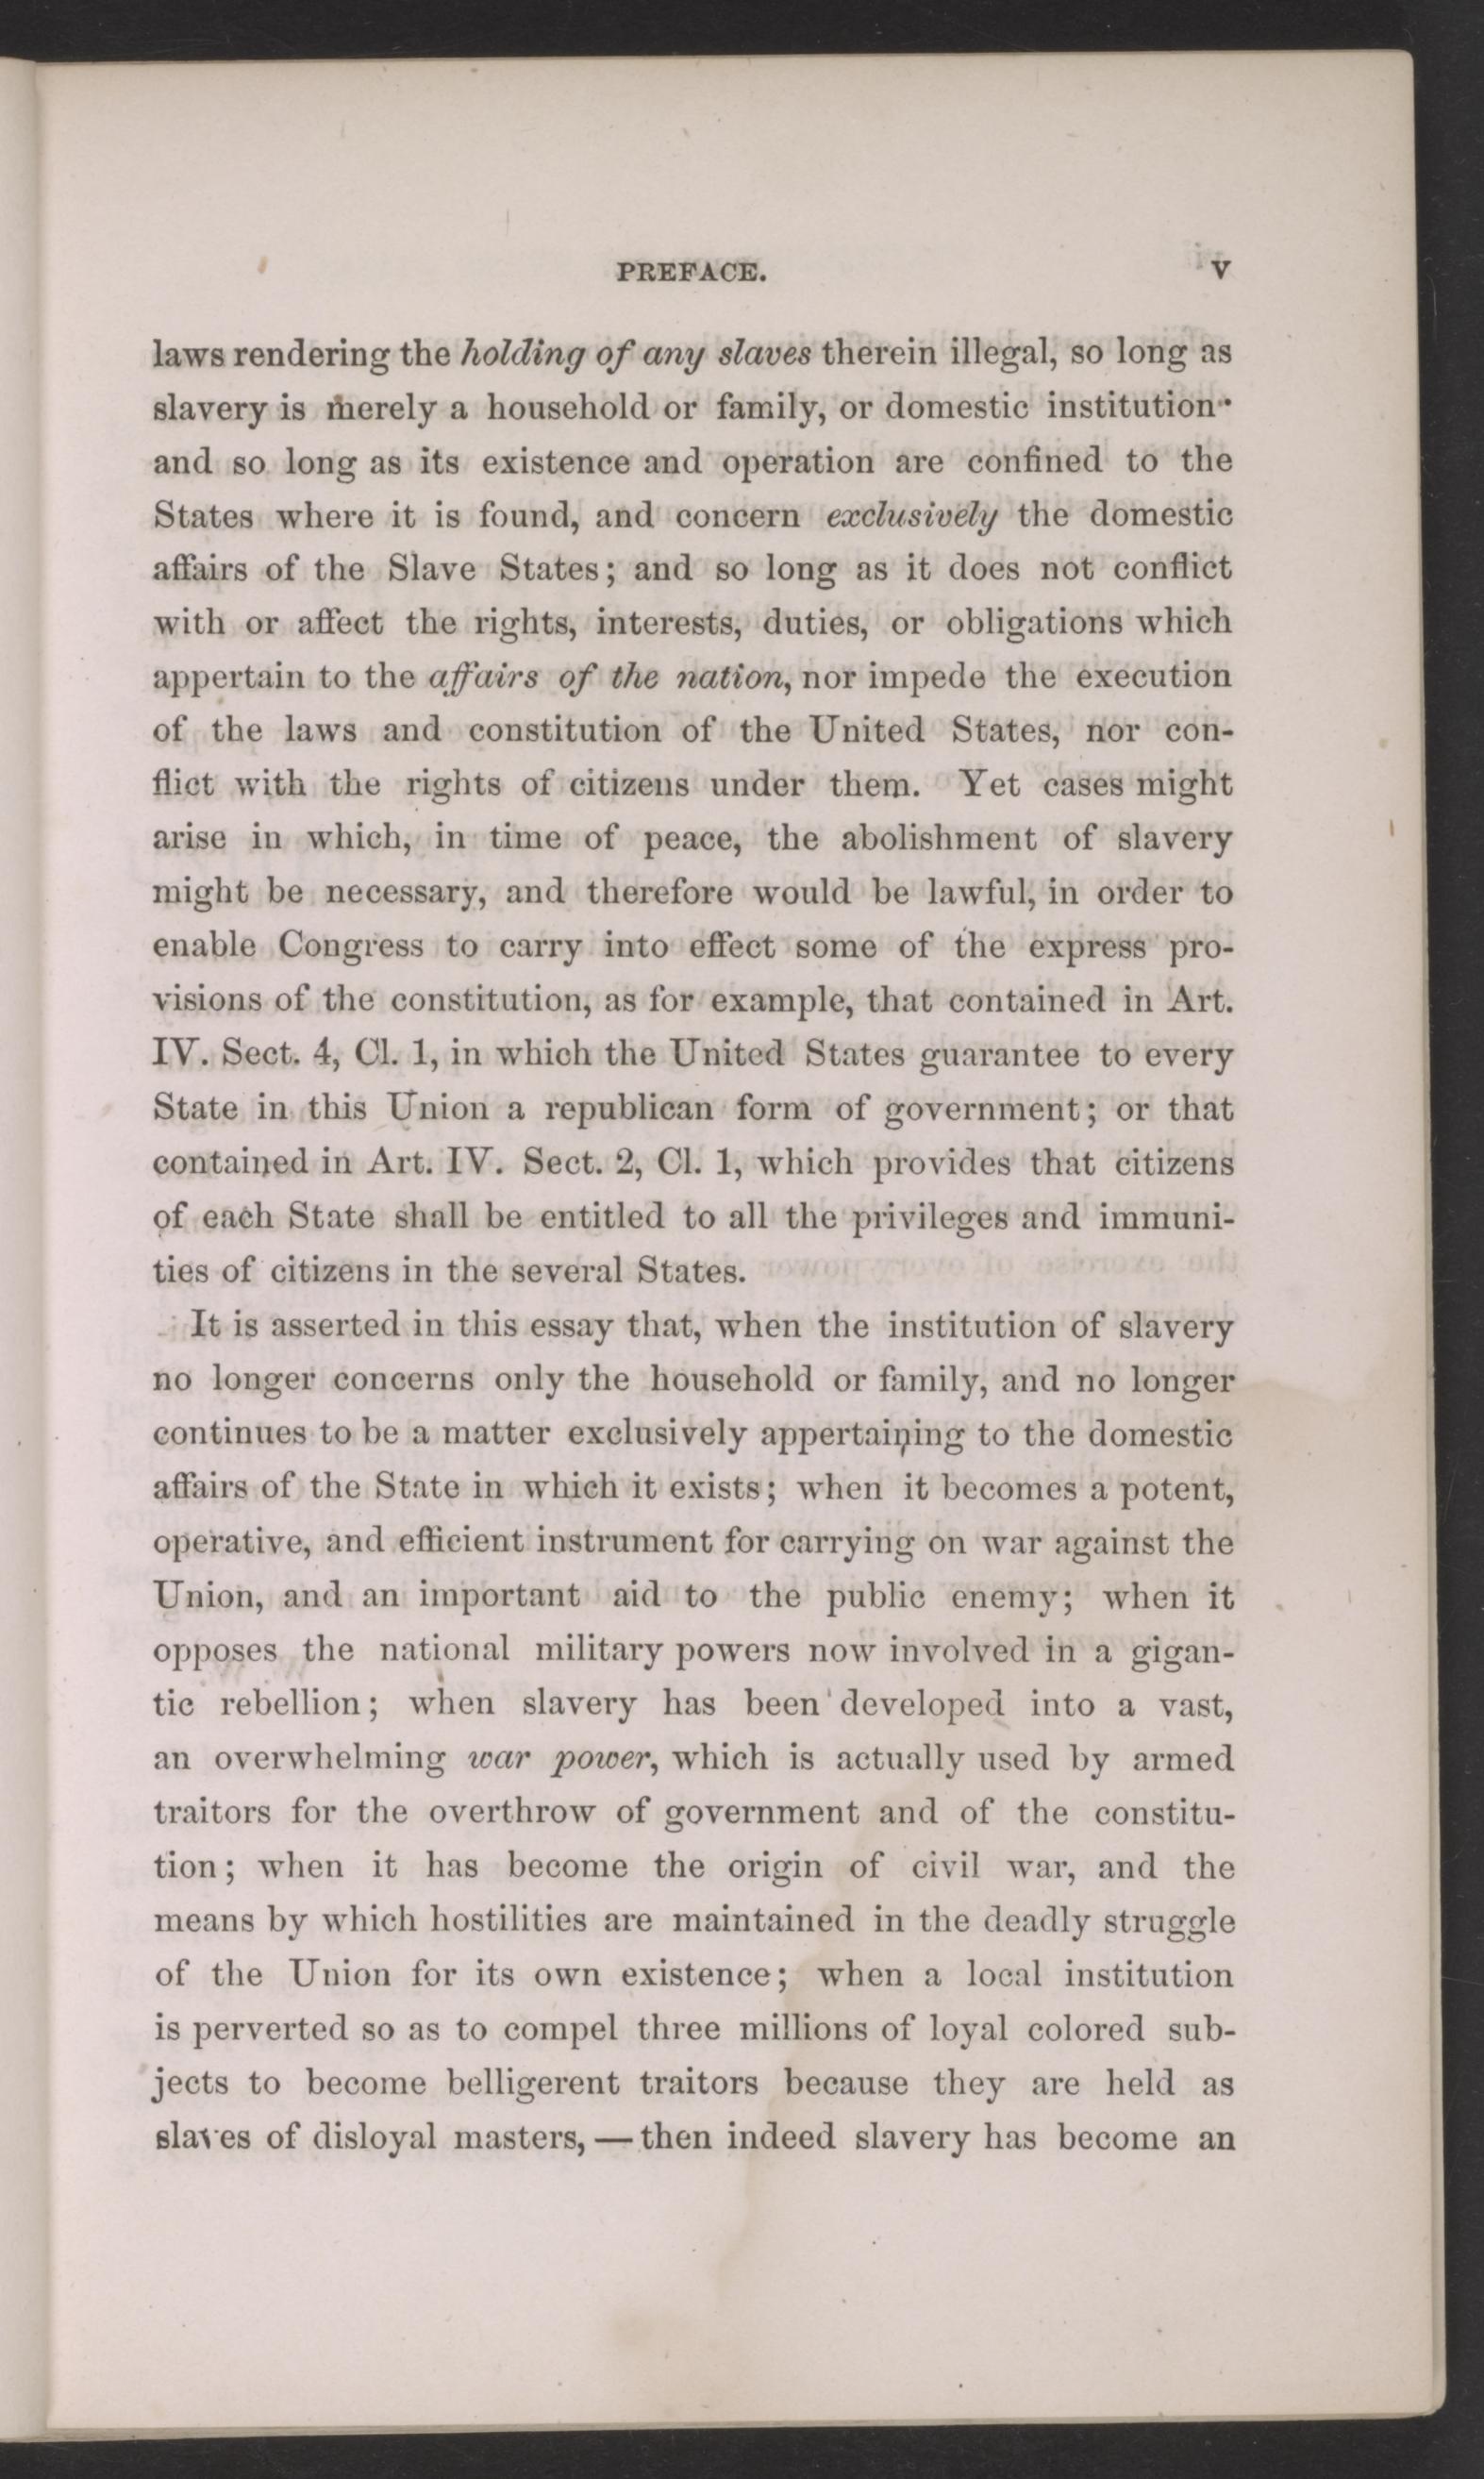 PREFACE. v
laws rendering the holding of any slaves therein illegal, so long as
slavery is merely a household or family, or domestic institution·
and so long as its existence and operation are confined to the
States where it is found, and concern exclusively the domestic
affairs of the Slave States; and so long as it does not conflict
with or affect the rights, interests, duties, or obligations which
appertain to the affairs of the nation, nor impede the execution
of the laws and constitution of the United States, nor con-
flict with the rights of citizens under them. Yet cases might
arise in which, in time of peace, the abolishment of slavery
might be necessary, and therefore would be lawful, in order to
enable Congress to carry into effect some of the express pro-
visions of the constitution, as for example, that contained in Art.
IV. Sect. 4, Cl. 1, in which the United States guarantee to every
State in this Union a republican form of government; or that
contained in Art. IV. Sect. 2, Cl. 1, which provides that citizens
of each State shall be entitled to all the privileges and immuni-
ties of citizens in the several States.
It is asserted in this essay that, when the institution of slavery
no longer concerns only the household or family, and no longer
continues to be a matter exclusively appertaining to the domestic
affairs of the State in which it exists; when it becomes a potent,
operative, and efficient instrument for carrying on war against the
Union, and an important aid to the public enemy; when it
opposes the national military powers now involved in a gigan-
tic rebellion; when slavery has been developed into a vast,
an overwhelming war power, which is actually used by armed
traitors for the overthrow of government and of the constitu-
tion; when it has become the origin of civil war, and the
means by which hostilities are maintained in the deadly struggle
of the Union for its own existence; when a local institution
is perverted so as to compel three millions of loyal colored sub-
jects to become belligerent traitors because they are held as
slaves of disloyal masters, — then indeed slavery has become an